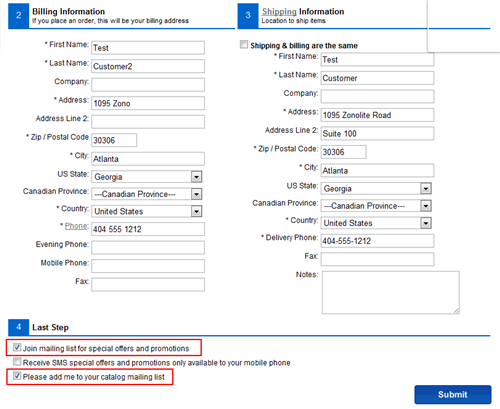 2 Billing Information
If you place an order, this will be your billing address
* First Name: Test
* Last Name: Customer2
Company:
* Address: 1095 Zono
Address Line 2:
* Zip / Postal Code 30306
* City: Atlanta
US State: Georgia
Canadian Province: ---Canadian Province---
* Country: United States
* Phone: 404 555 1212
Evening Phone:
Mobile Phone:
Fax:
3 Shipping Information
Location to ship items
Shipping & billing are the same
* First Name: Test
* Last Name: Customer
Company:
* Address: 1095 Zonolite Road
Address Line 2: Suite 100
* Zip / Postal Code: 30306
* City: Atlanta
US State: Georgia
Canadian Province: ---Canadian Province---
* Country: United States
* Delivery Phone: 404-555-1212
Fax:
Notes:
4 Last Step
Join mailing list for special offers and promotions
Receive SMS special offers and promotions only available to your mobile phone
Please add me to your catalog mailing list
Submit